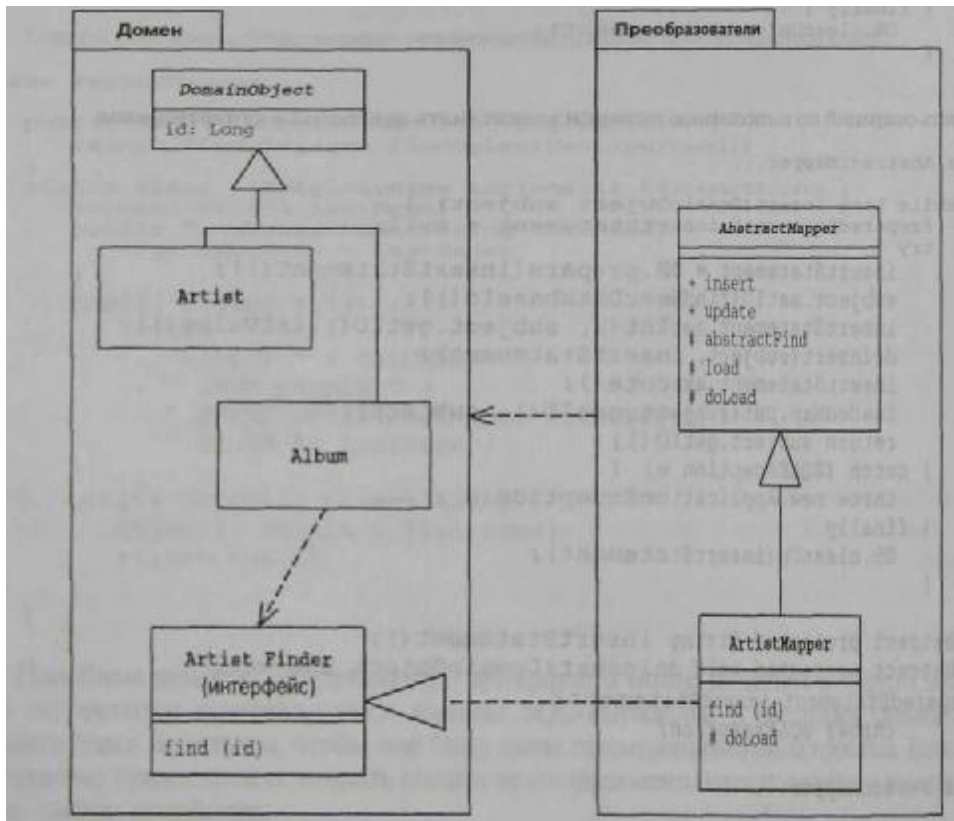 Домен
DomainObject
id: Long
Artist
Album
Artist Finder
(интерфейс)
find (id)
Преобразователи
AbstractMapper
+ insert
+ update
# abstractFind
# load
# doLoad
ArtistMapper
find (id)
# doLoad